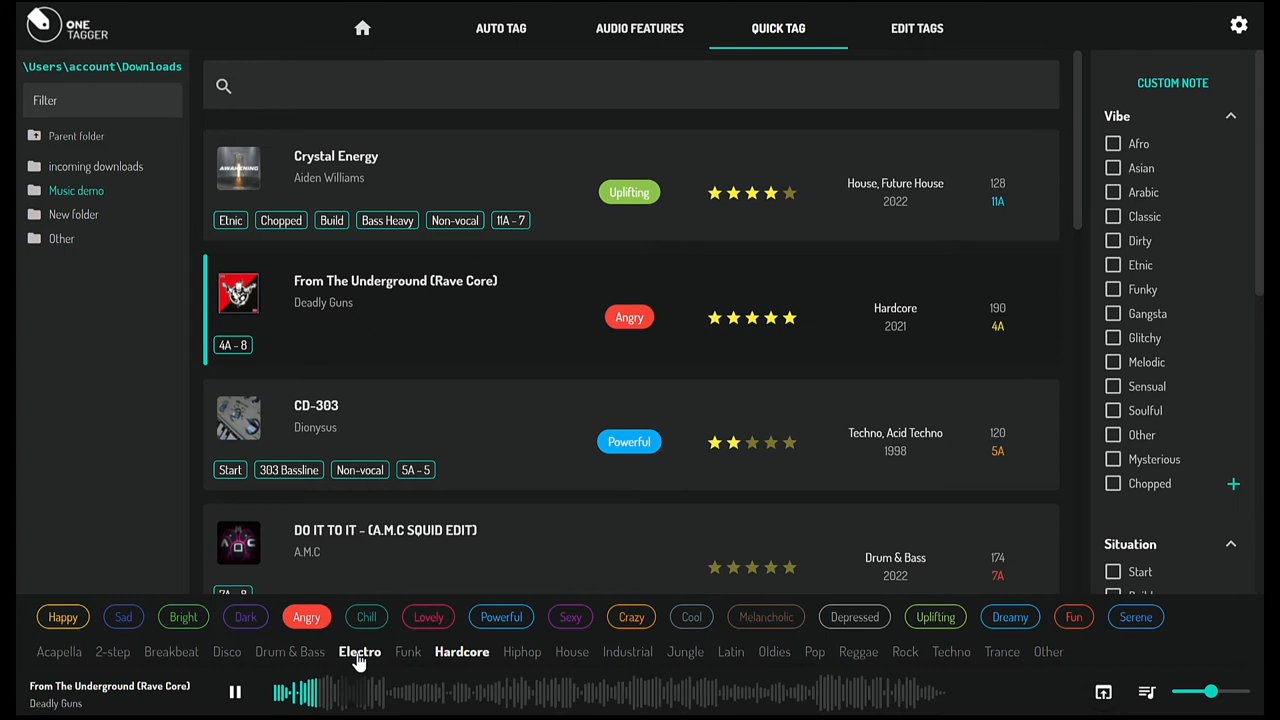 ONE
TAGGER
AUTO TAG
AUDIO FEATURES
QUICK TAG
EDIT TAGS
\Users\account\Downloads
Filter
Parent folder
incoming downloads
Music demo
New folder
Other
AWAKENING
Crystal Energy
Aiden Williams
Uplifting
House, Future House
2022
128
11A
Etnic
Chopped
Build
Bass Heavy
Non-vocal
11A - 7
From The Underground (Rave Core)
Deadly Guns
Angry
Hardcore
2021
190
4A
4A - 8
CD-303
Dionysus
Powerful
Techno, Acid Techno
1998
120
5A
Start
303 Bassline
Non-vocal
5A - 5
DO IT TO IT - (A.M.C SQUID EDIT)
A.M.C
Drum & Bass
2022
174
7A
7A - 8
CUSTOM NOTE
Vibe
Afro
Asian
Arabic
Classic
Dirty
Etnic
Funky
Gangsta
Glitchy
Melodic
Sensual
Soulful
Other
Mysterious
Chopped
Situation
Start
Happy
Sad
Bright
Dark
Angry
Chill
Lovely
Powerful
Sexy
Crazy
Cool
Melancholic
Depressed
Uplifting
Dreamy
Fun
Serene
Acapella
2-step
Breakbeat
Disco
Drum & Bass
Electro
Funk
Hardcore
Hiphop
House
Industrial
Jungle
Latin
Oldies
Pop
Reggae
Rock
Techno
Trance
Other
From The Underground (Rave Core)
Deadly Guns